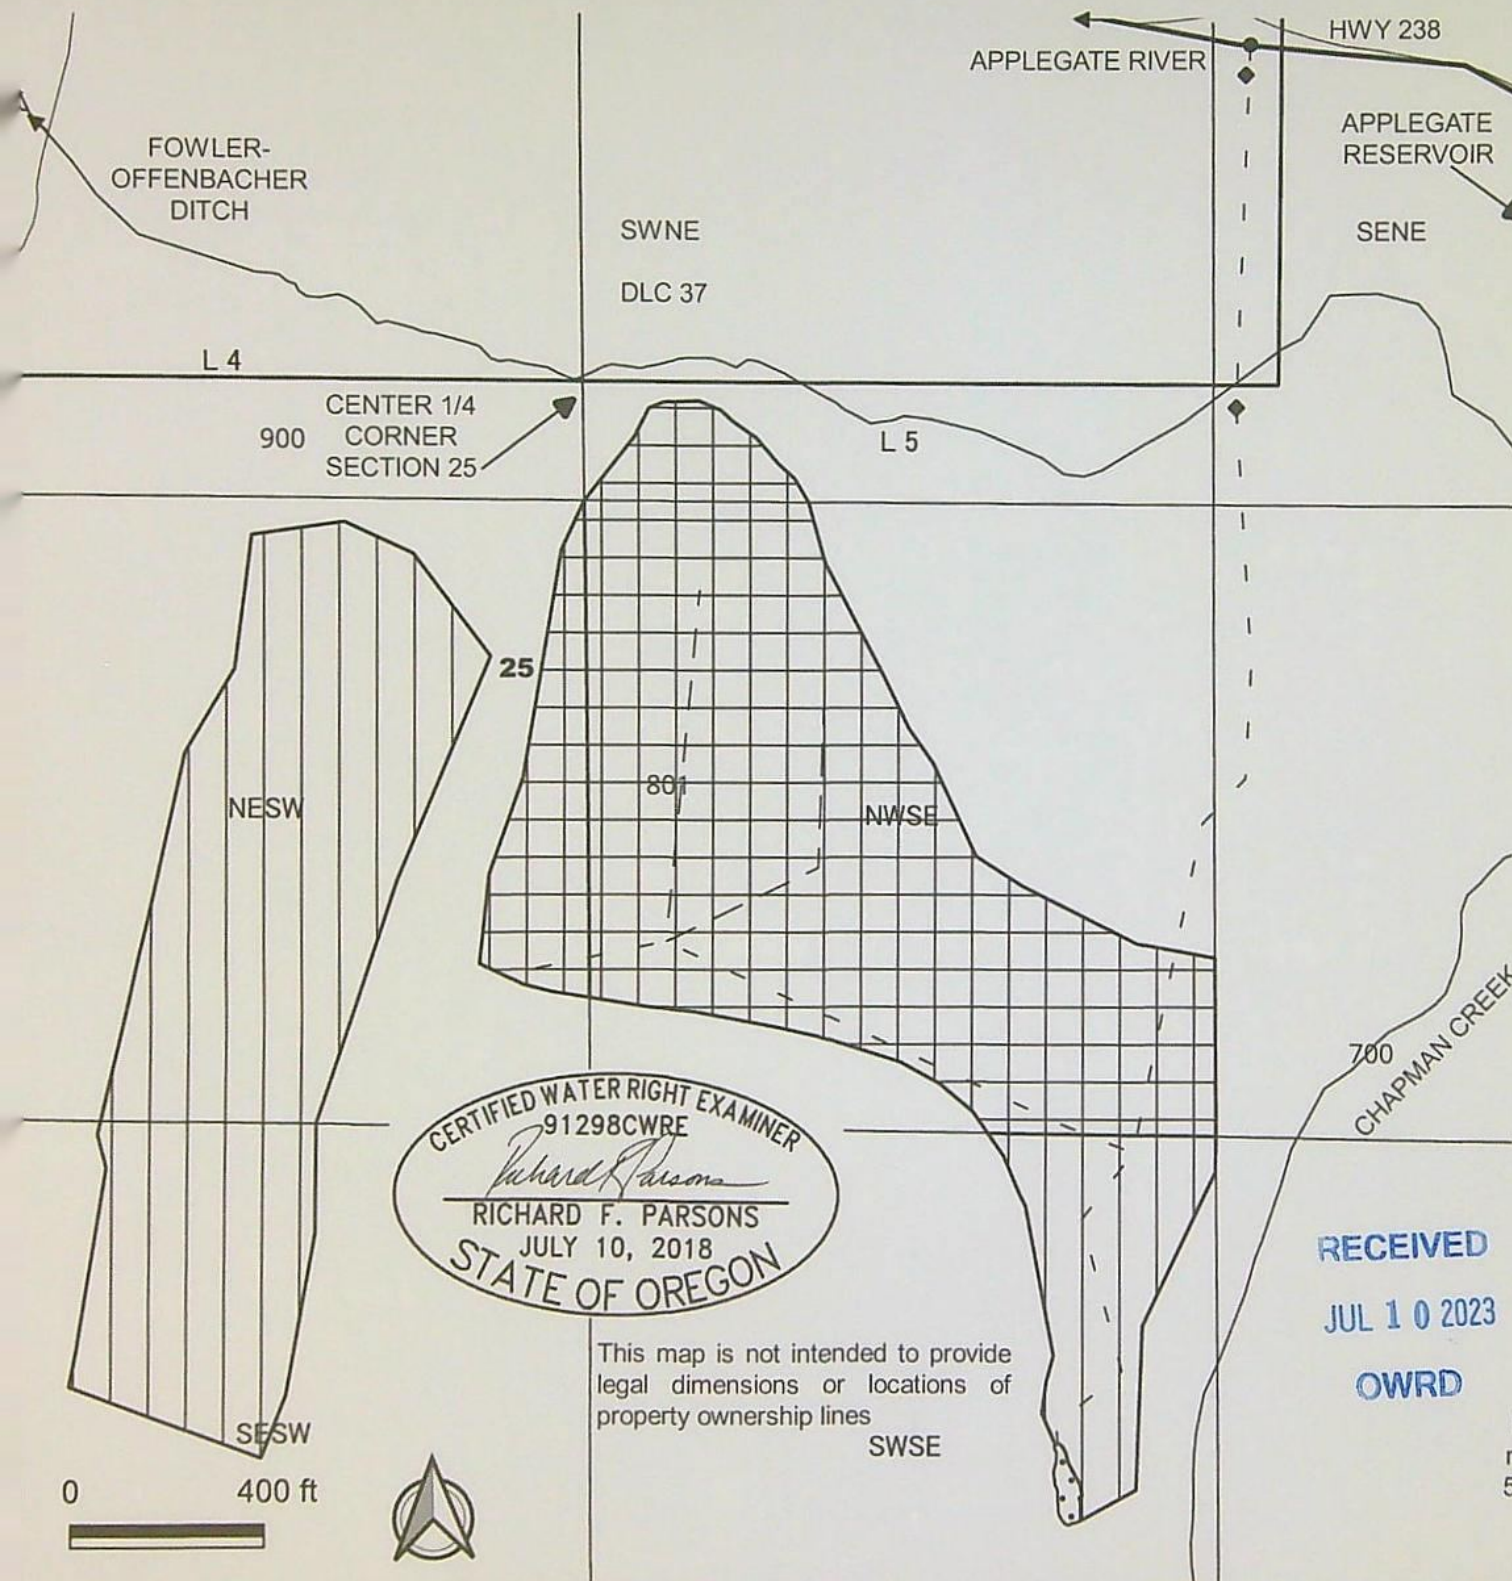 HWY 238
APPLEGATE RIVER
APPLEGATE
RESERVOIR
FOWLER-
OFFENBACHER
DITCH
SWNE
SENE
DLC 37
L 4
CENTER 1/4
CORNER
SECTION 25
900
L 5
25
801
NESW
NWSE
700
CHAPMAN CREEK
CERTIFIED WATER RIGHT EXAMINER
91298CWRE
Richard F Parsons
RICHARD F. PARSONS
JULY 10, 2018
STATE OF OREGON
RECEIVED
JUL 10 2023
OWRD
This map is not intended to provide
legal dimensions or locations of
property ownership lines
SWSE
SESW
0 400 ft